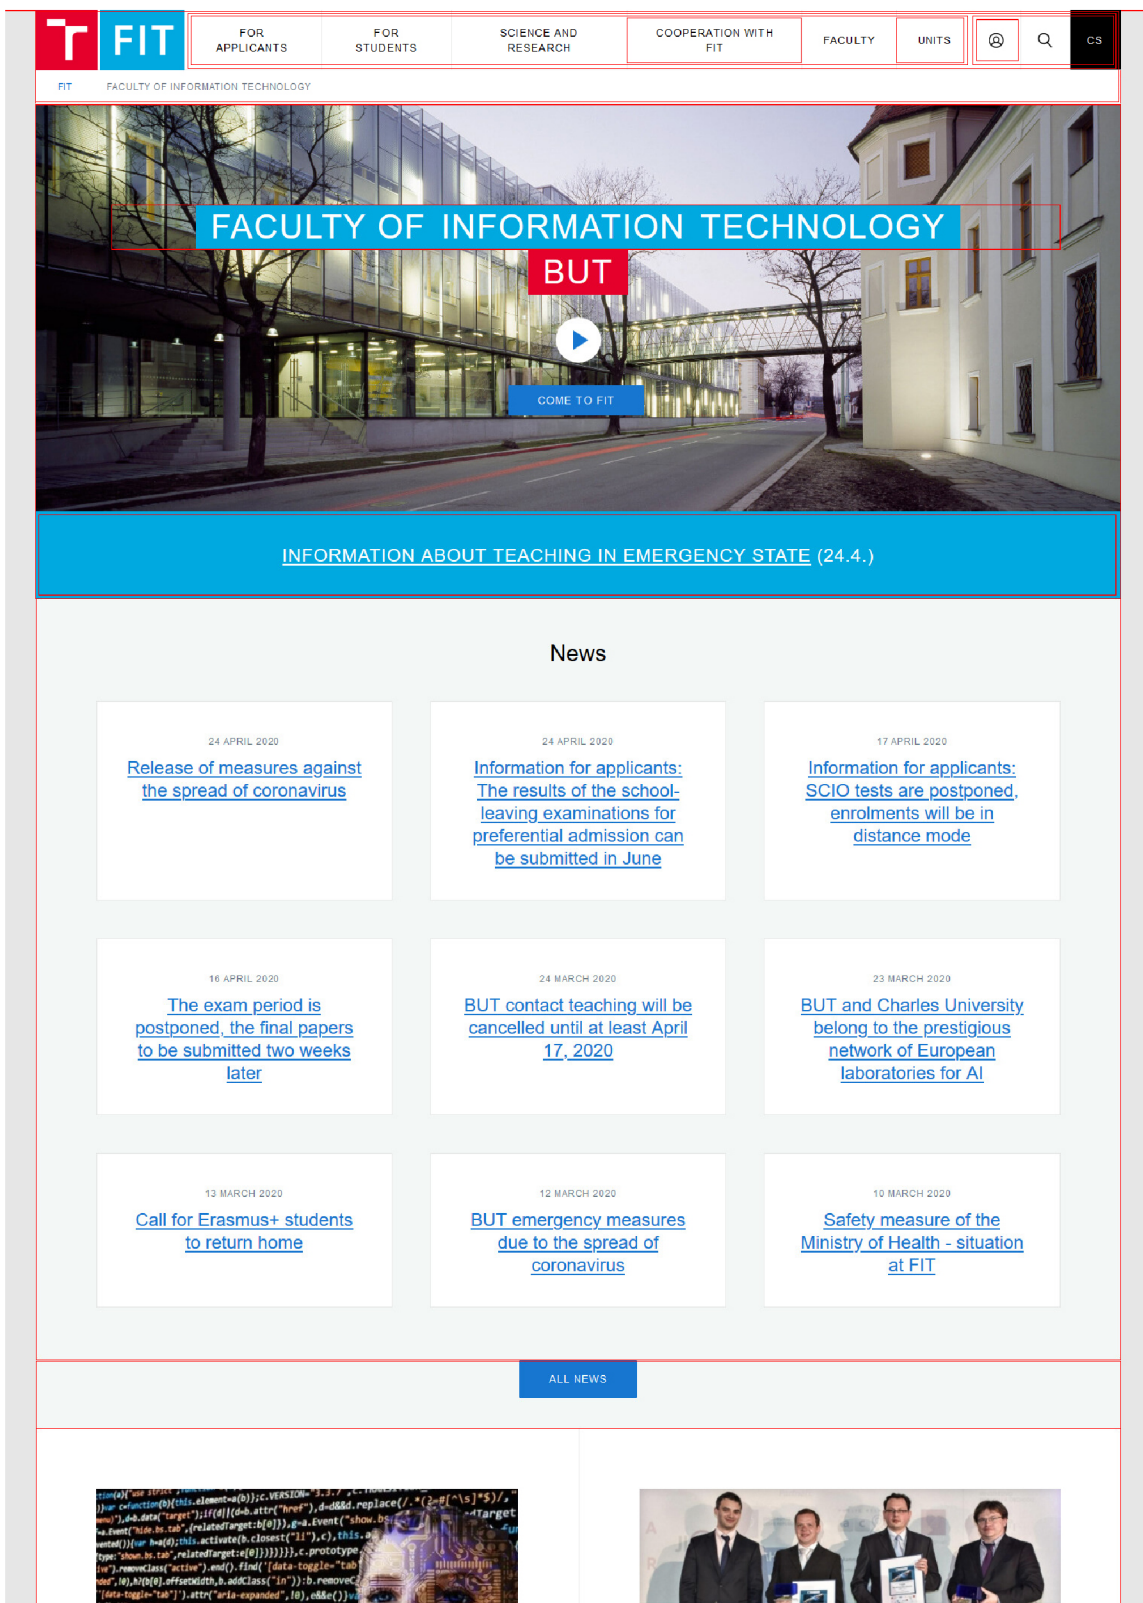 FIT
FOR
APPLICANTS
FOR
STUDENTS
SCIENCE AND
RESEARCH
COOPERATION WITH
FIT
FACULTY
UNITS
CS
FIT
FACULTY OF INFORMATION TECHNOLOGY
FACULTY OF INFORMATION TECHNOLOGY
BUT
COME TO FIT
INFORMATION ABOUT TEACHING IN EMERGENCY STATE (24.4.)
News
24 APRIL 2020
Release of measures against
the spread of coronavirus
24 APRIL 2020
Information for applicants:
The results of the school-
leaving examinations for
preferential admission can
be submitted in June
17 APRIL 2020
Information for applicants:
SCIO tests are postponed,
enrolments will be in
distance mode
16 APRIL 2020
The exam period is
postponed, the final papers
to be submitted two weeks
later
24 MARCH 2020
BUT contact teaching will be
cancelled until at least April
17, 2020
23 MARCH 2020
BUT and Charles University
belong to the prestigious
network of European
laboratories for AI
13 MARCH 2020
Call for Erasmus+ students
to return home
12 MARCH 2020
BUT emergency measures
due to the spread of
coronavirus
10 MARCH 2020
Safety measure of the
Ministry of Health - situation
at FIT
ALL NEWS